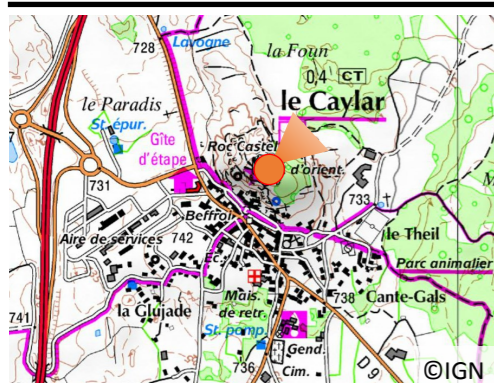 728
Lavogne
la Foun
0,4 CT
le Caylar
le Paradis
St. épur.
Gîte
d'étape
Roc Castel
d'orient.
731
733
Beffroi
Aire de services
742
le Theil
Parc animalier
Ec.
Mais.
de retr.
738
Cante-Gals
741
la Glujade
St. pomp.
736
Gend.
Cim.
D 9
©IGN